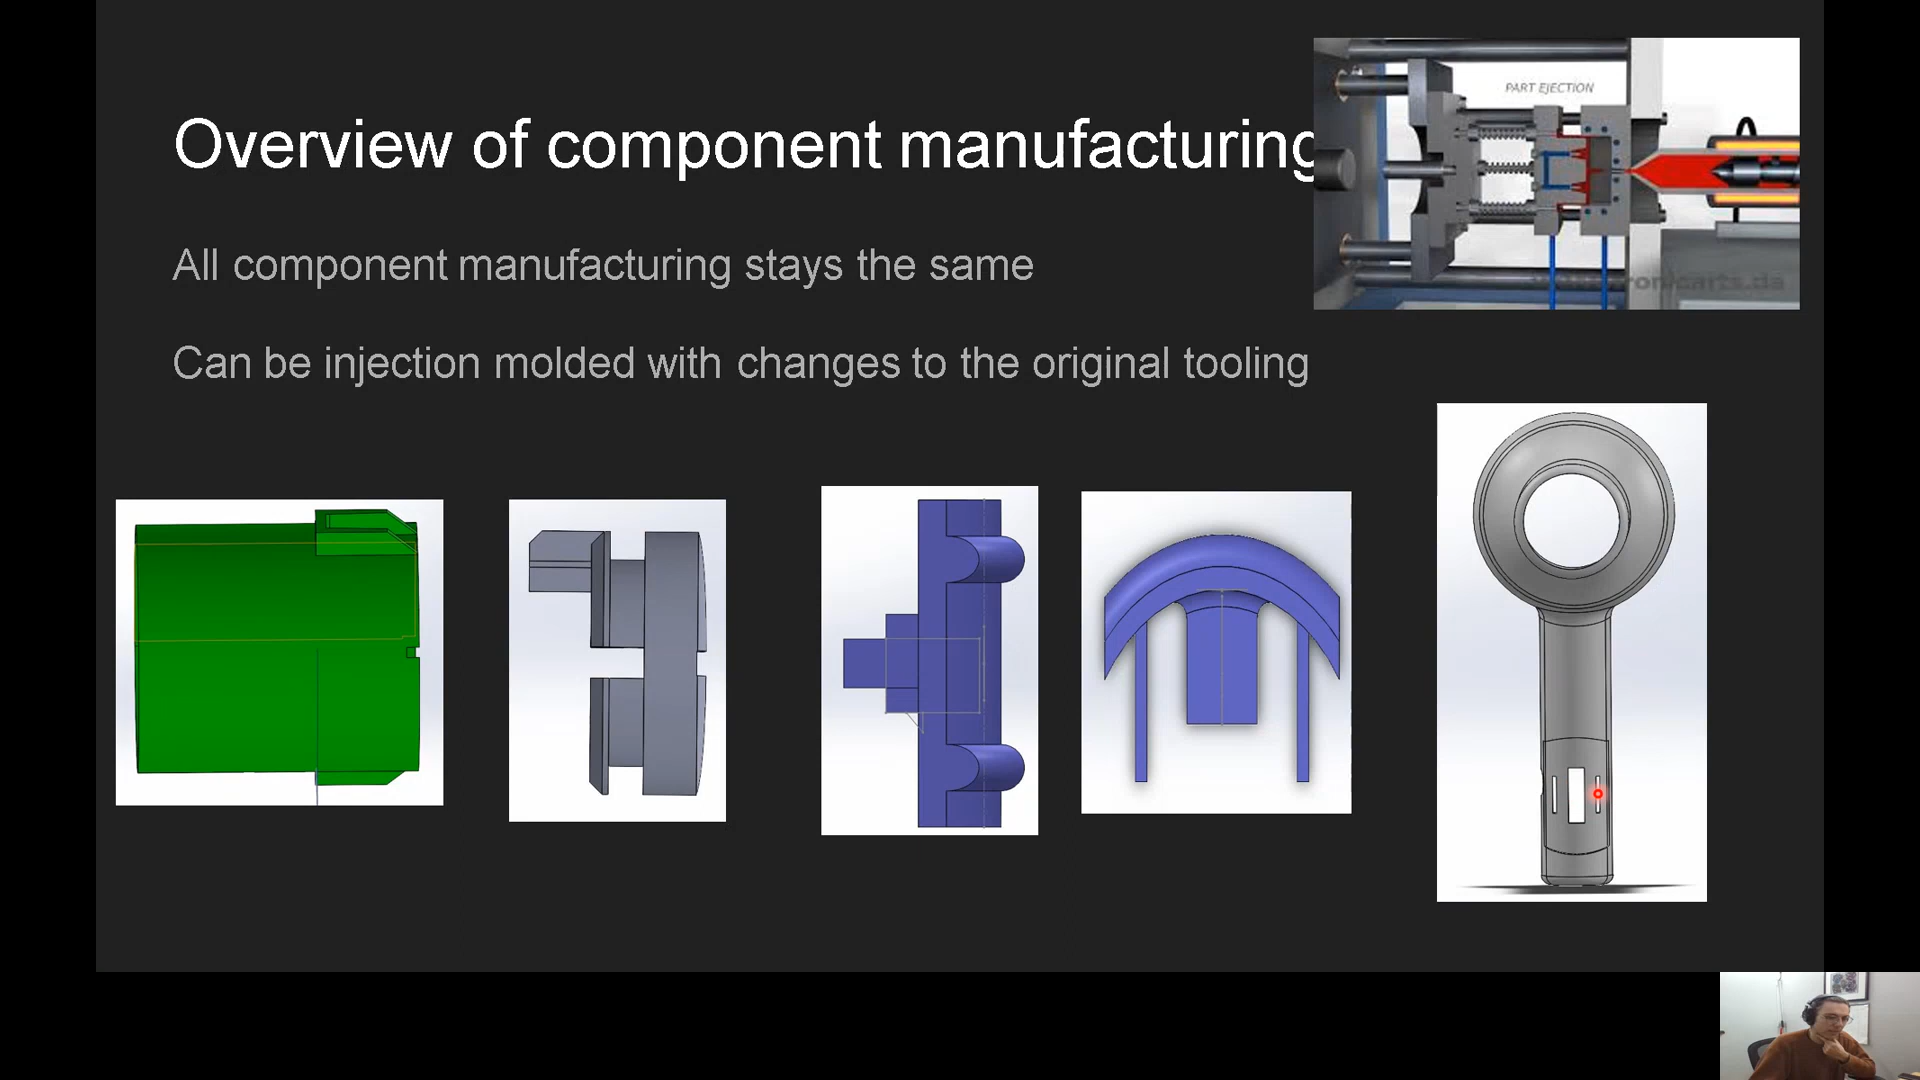 Overview of component manufacturing
PART EJECTION
All component manufacturing stays the same
Can be injection molded with changes to the original tooling